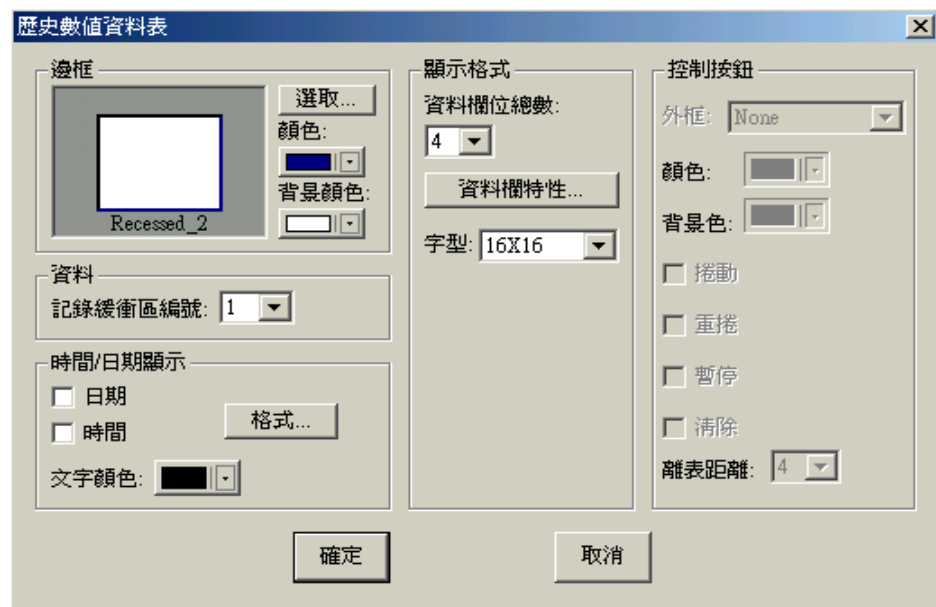 歷史數值資料表
邊框
選取...
顏色:
背景顏色:
Recessed_2
資料
記錄緩衝區編號: 1
時間/日期顯示
日期
時間
格式...
文字顏色:
顯示格式
資料欄位總數:
4
資料欄特性...
字型: 16X16
控制按鈕
外框: None
顏色:
背景色:
捲動
重捲
暫停
清除
離表距離: 4
確定
取消